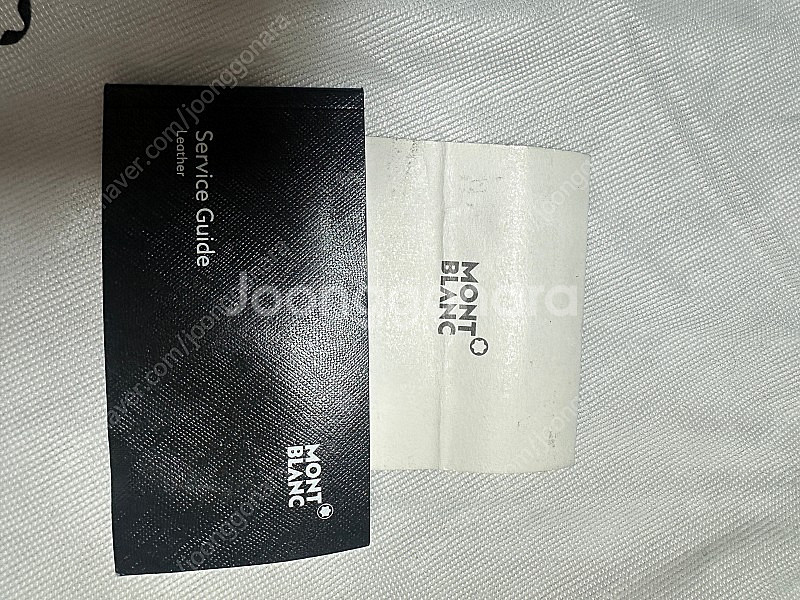 Service Guide
Leather
MONT
BLANC
MONT
BLANC
Joonggonara
naver.com/joonggonara